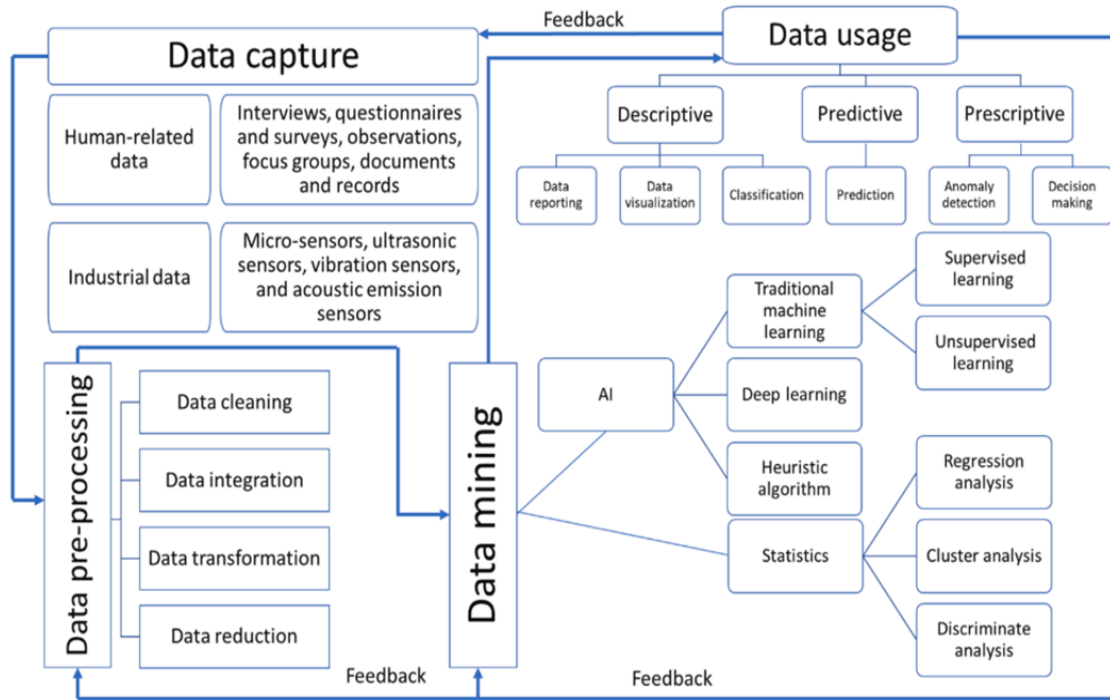 Feedback
Data capture
Data usage
Human-related
data
Interviews, questionnaires
and surveys, observations,
focus groups, documents
and records
Industrial data
Micro-sensors, ultrasonic
sensors, vibration sensors,
and acoustic emission
sensors
Descriptive
Predictive
Prescriptive
Data
reporting
Data
visualization
Classification
Prediction
Anomaly
detection
Decision
making
Data pre-processing
Data cleaning
Data integration
Data transformation
Data reduction
Data mining
AI
Traditional
machine
learning
Supervised
learning
Unsupervised
learning
Deep learning
Heuristic
algorithm
Statistics
Regression
analysis
Cluster analysis
Discriminate
analysis
Feedback
Feedback